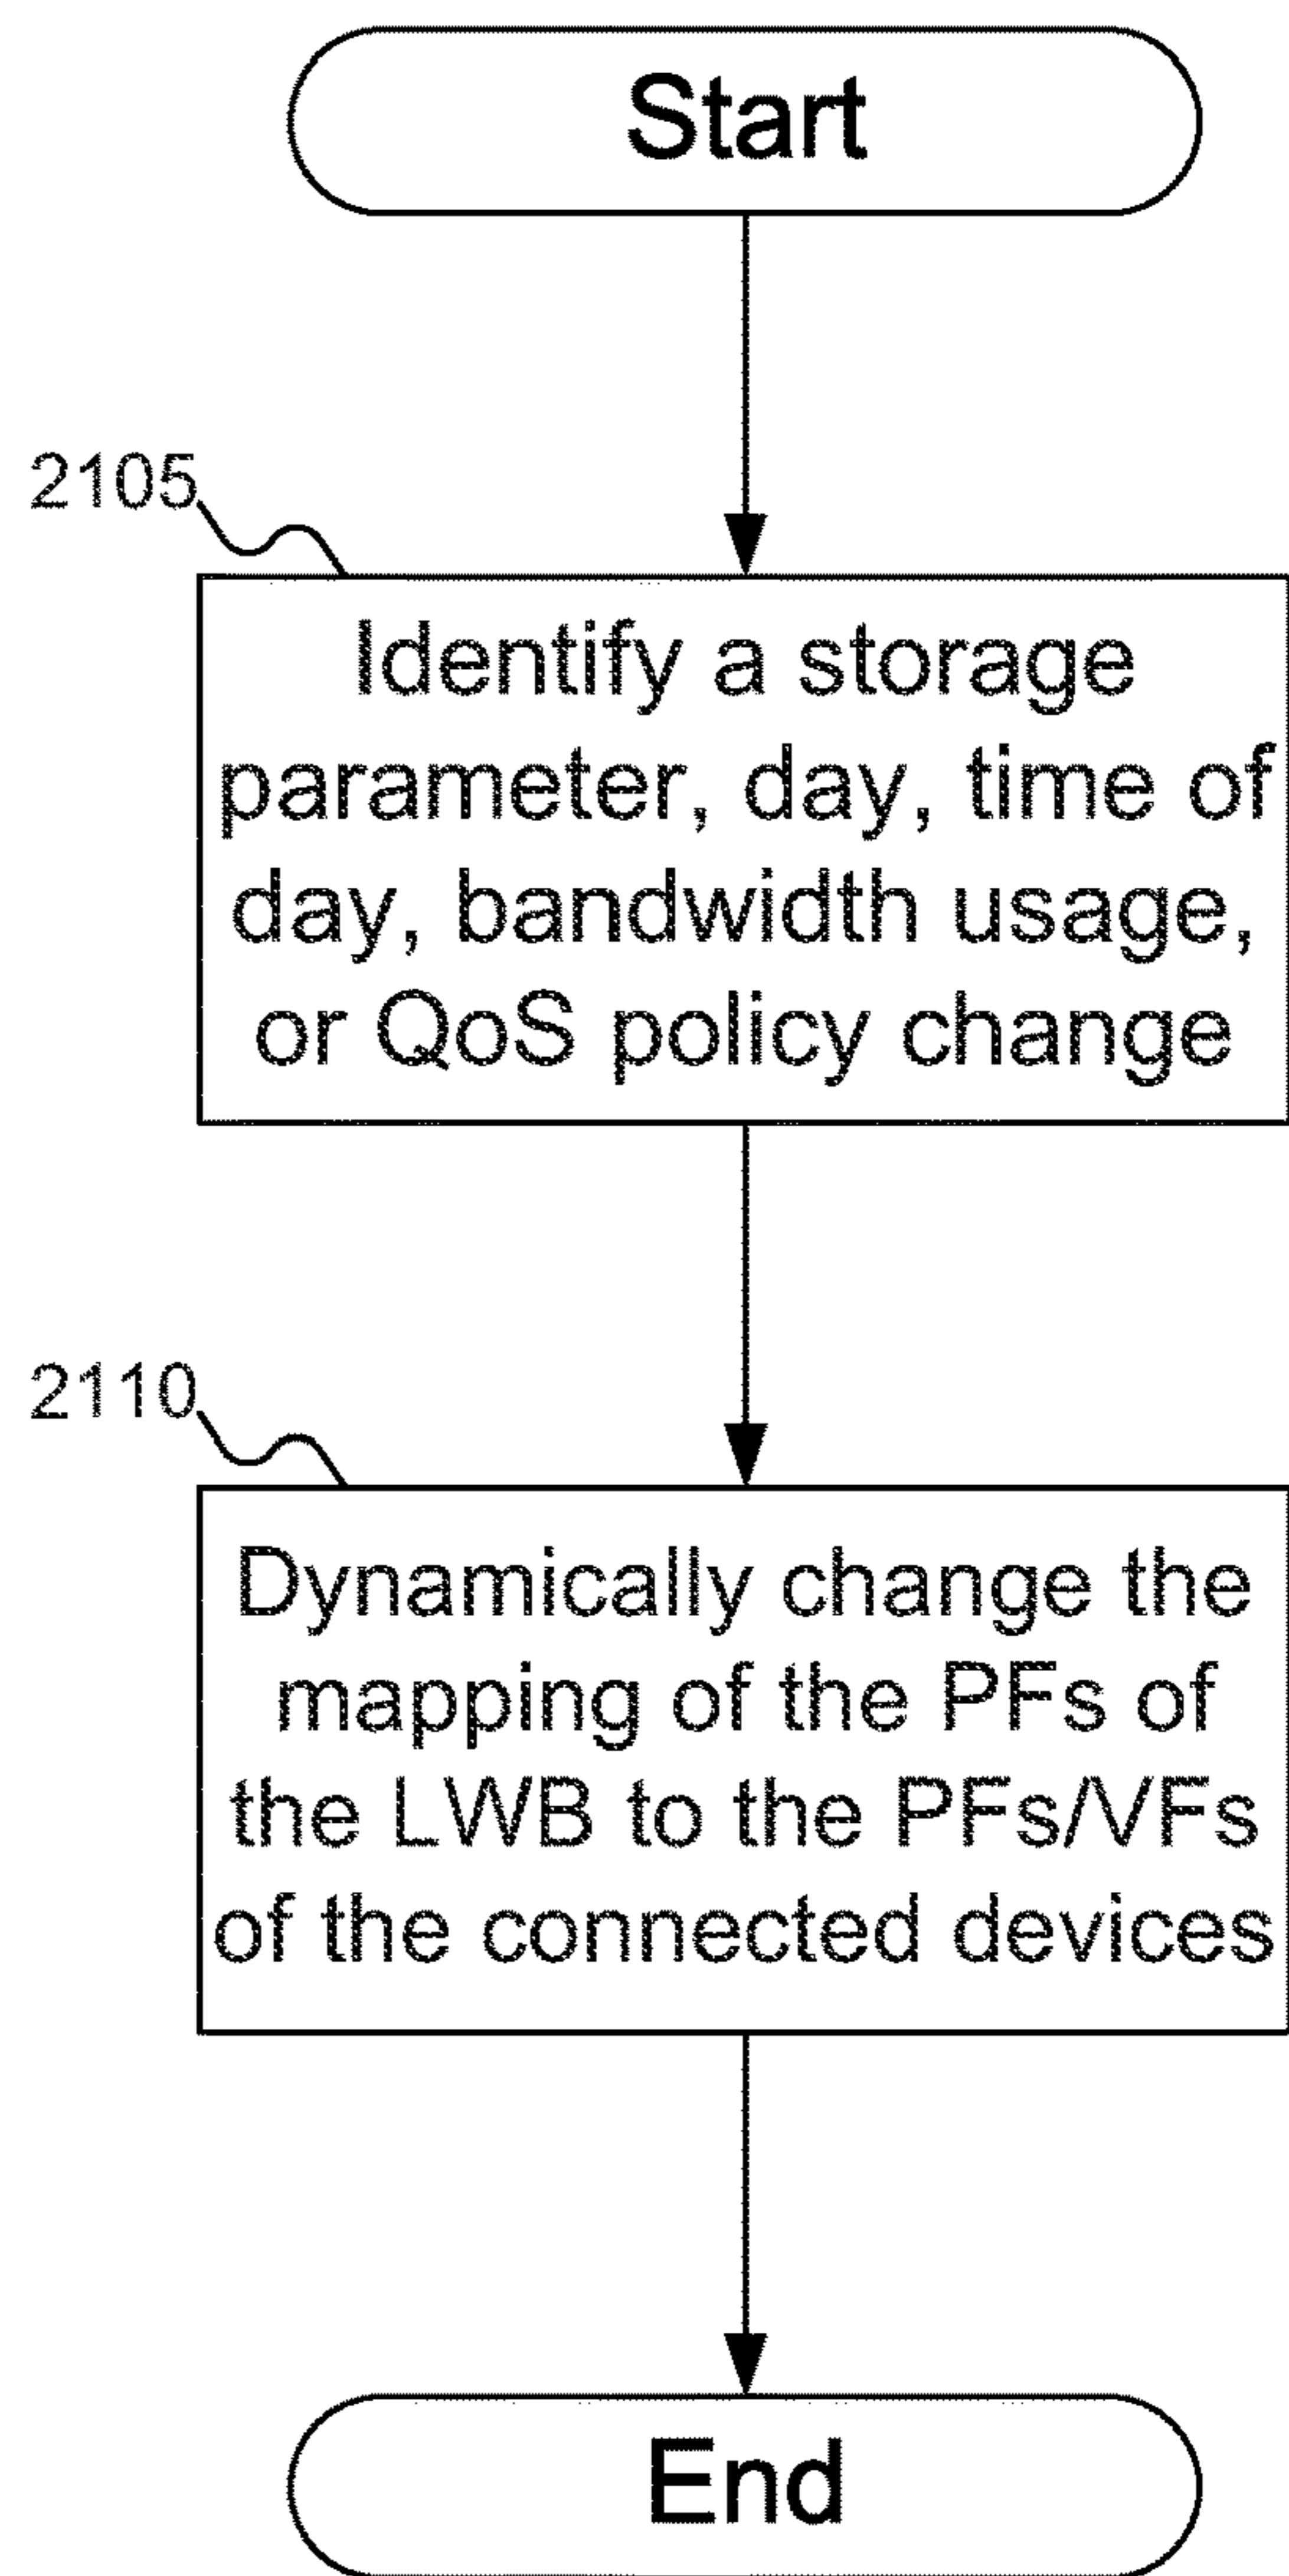 Start
2105
Identify a storage
parameter, day, time of
day, bandwidth usage,
or QoS policy change
2110
Dynamically change the
mapping of the PFs of
the LWB to the PFs/VFs
of the connected devices
End